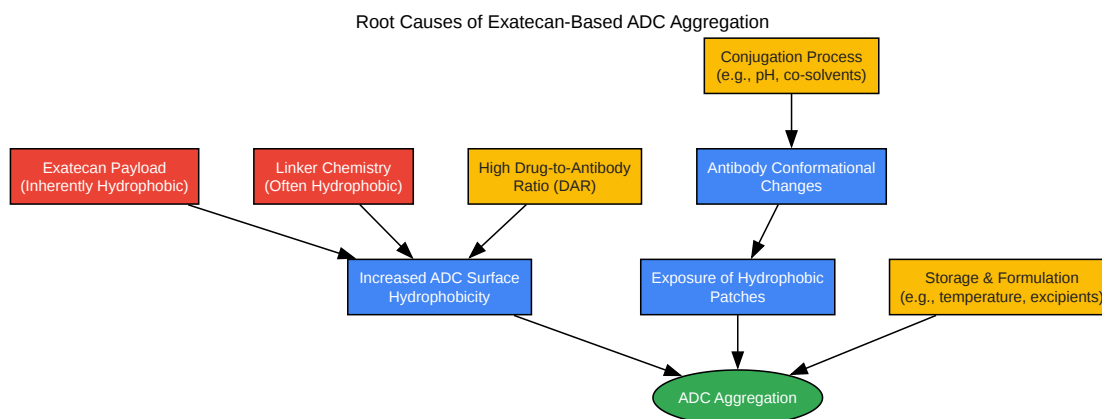 Root Causes of Exatecan-Based ADC Aggregation
Conjugation Process
(e.g., pH, co-solvents)
Exatecan Payload
(Inherently Hydrophobic)
Linker Chemistry
(Often Hydrophobic)
High Drug-to-Antibody
Ratio (DAR)
Antibody Conformational
Changes
Increased ADC Surface
Hydrophobicity
Exposure of Hydrophobic
Patches
Storage & Formulation
(e.g., temperature, excipients)
ADC Aggregation